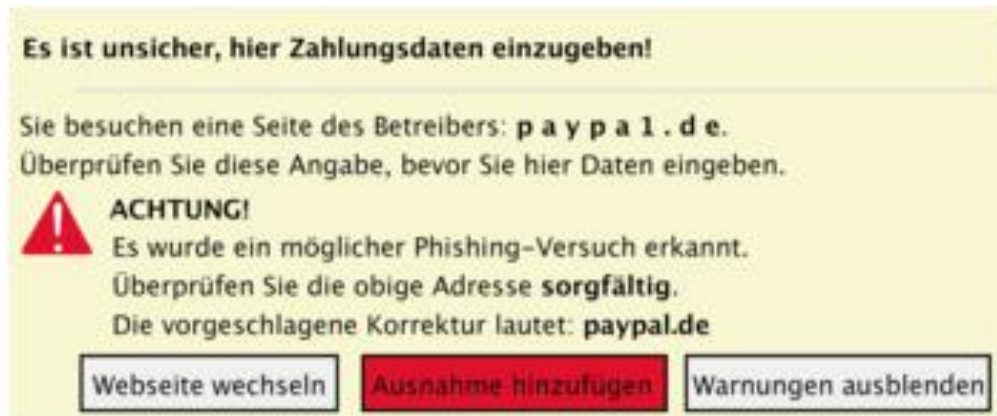 Es ist unsicher, hier Zahlungsdaten einzugeben!
Sie besuchen eine Seite des Betreibers: p a y p a 1 . d e.
Überprüfen Sie diese Angabe, bevor Sie hier Daten eingeben.
ACHTUNG!
Es wurde ein möglicher Phishing-Versuch erkannt.
Überprüfen Sie die obige Adresse sorgfältig.
Die vorgeschlagene Korrektur lautet: paypal.de
Webseite wechseln Ausnahme hinzufügen Warnungen ausblenden